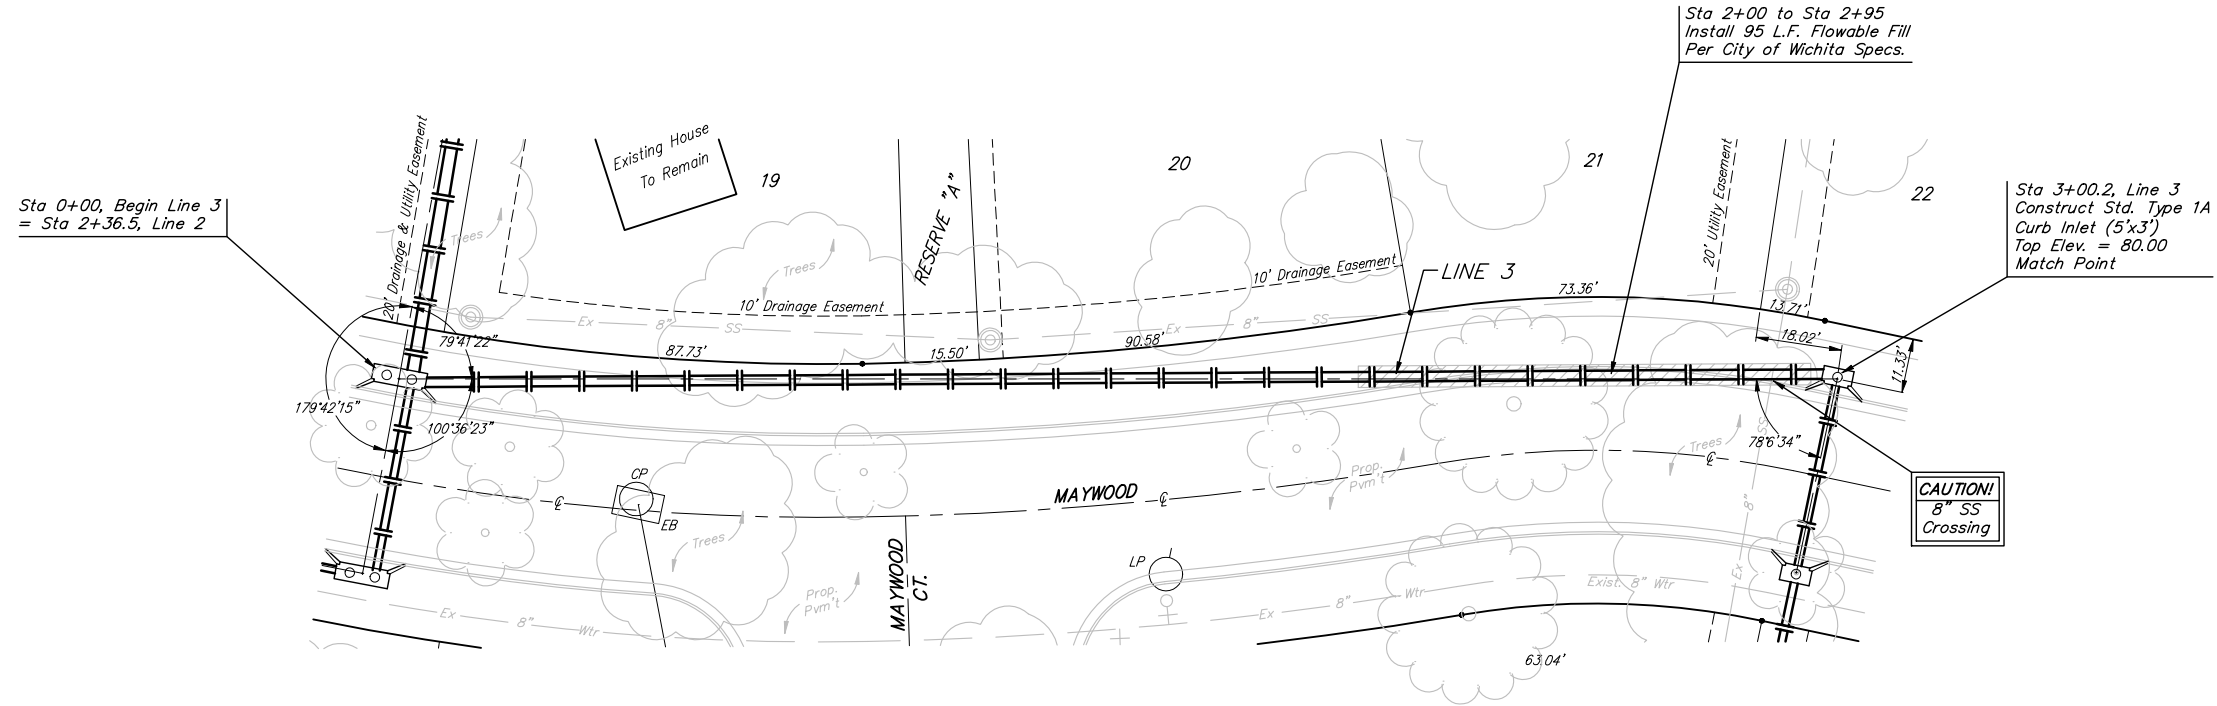 Sta 2+00 to Sta 2+95
Install 95 L.F. Flowable Fill
Per City of Wichita Specs.
20' Drainage & Utility Easement
Existing House
To Remain
19
20
21
22
RESERVE "A"
20' Utility Easement
Sta 0+00, Begin Line 3
= Sta 2+36.5, Line 2
Sta 3+00.2, Line 3
Construct Std. Type 1A
Curb Inlet (5'x3')
Top Elev. = 80.00
Match Point
Trees
Trees
10' Drainage Easement
10' Drainage Easement
LINE 3
73.36'
13.71'
18.02'
11.33'
Ex 8" SS
Ex 8" SS
79°41'22"
87.73'
15.50'
90.58'
179°42'15"
100°36'23"
78°6'34"
SS
Trees
Prop.
Pvm't
CP
EB
MAYWOOD
CAUTION!
8" SS
Crossing
Trees
MAYWOOD
CT.
LP
Prop.
Pvm't
Ex 8"
Ex 8" Wtr
Ex 8" Wtr
Exist. 8" Wtr
63.04'